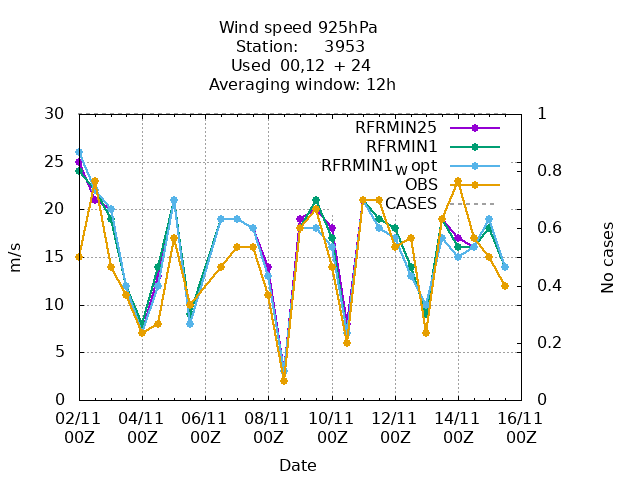 Wind speed 925hPa
Station: 3953
Used 00,12 + 24
Averaging window: 12h
30
25
20
15
10
5
0
m/s
1
0.8
0.6
0.4
0.2
0
No cases
RFRMIN25
RFRMIN1
RFRMIN1w opt
OBS
CASES
02/11 04/11 06/11 08/11 10/11 12/11 14/11 16/11
00Z 00Z 00Z 00Z 00Z 00Z 00Z 00Z
Date